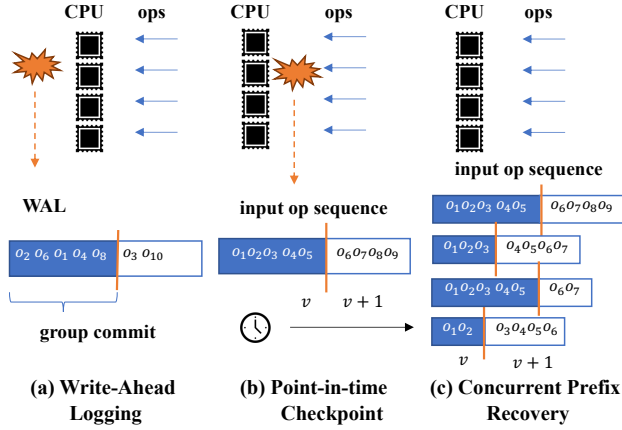 CPU ops
CPU ops
CPU ops
WAL
o₂ o₆ o₁ o₄ o₈ o₃ o₁₀
group commit
(a) Write-Ahead
Logging
input op sequence
o₁o₂o₃ o₄o₅ o₆o₇o₈o₉
v v + 1
(b) Point-in-time
Checkpoint
input op sequence
o₁o₂o₃ o₄o₅ o₆o₇o₈o₉
o₁o₂o₃ o₄o₅o₆o₇
o₁o₂o₃ o₄o₅ o₆o₇
o₁o₂ o₃o₄o₅o₆
v v + 1
(c) Concurrent Prefix
Recovery